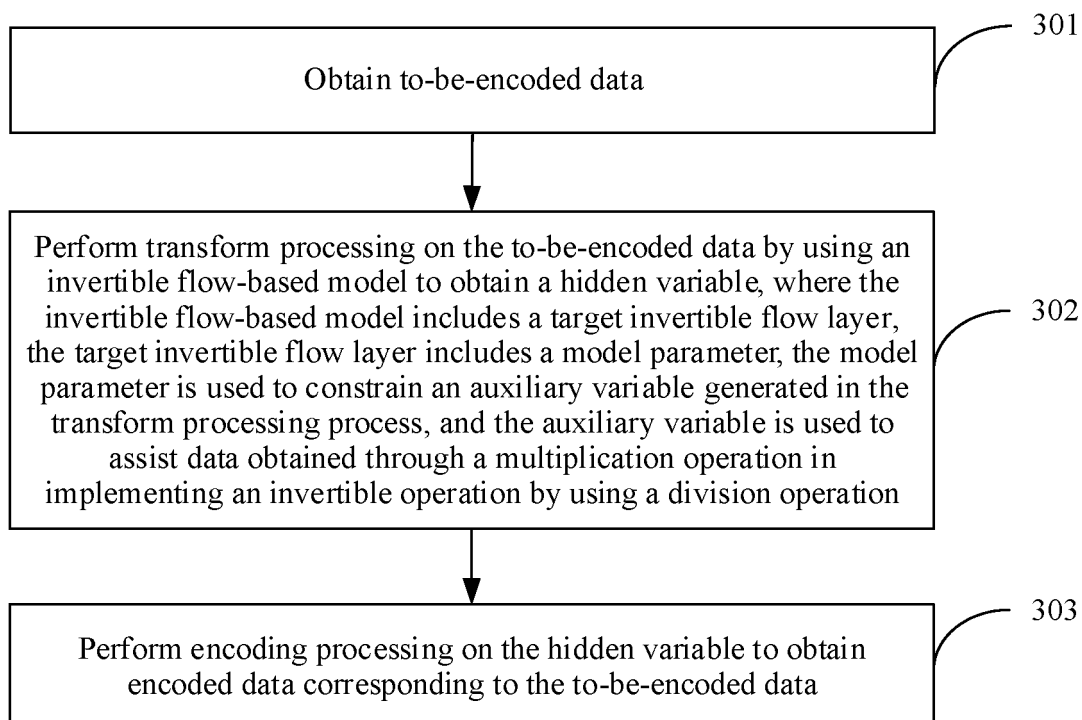 301
Obtain to-be-encoded data
Perform transform processing on the to-be-encoded data by using an
invertible flow-based model to obtain a hidden variable, where the
invertible flow-based model includes a target invertible flow layer,
the target invertible flow layer includes a model parameter, the model
parameter is used to constrain an auxiliary variable generated in the
transform processing process, and the auxiliary variable is used to
assist data obtained through a multiplication operation in
implementing an invertible operation by using a division operation
302
303
Perform encoding processing on the hidden variable to obtain
encoded data corresponding to the to-be-encoded data